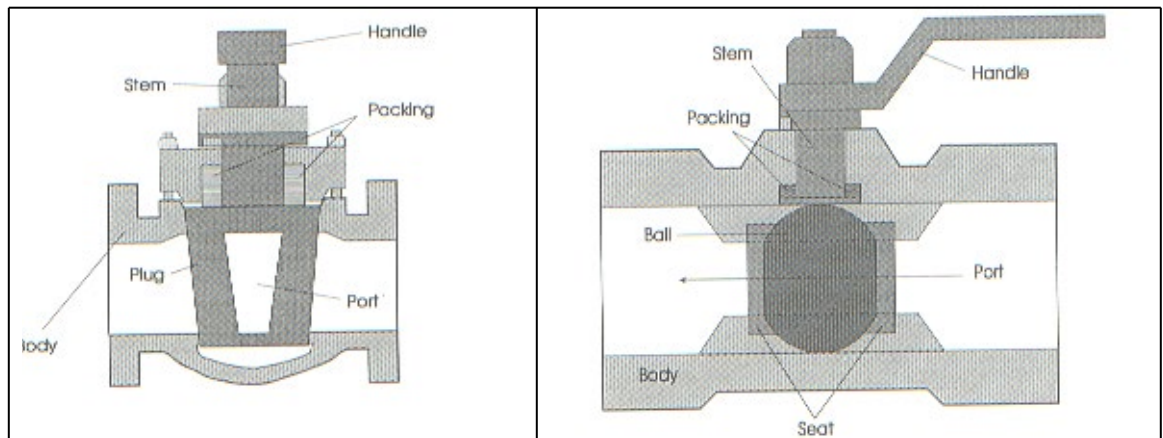 Handle
Stem
Packing
Plug
Port
Body
Stem
Handle
Packing
Ball
Port
Body
Seat